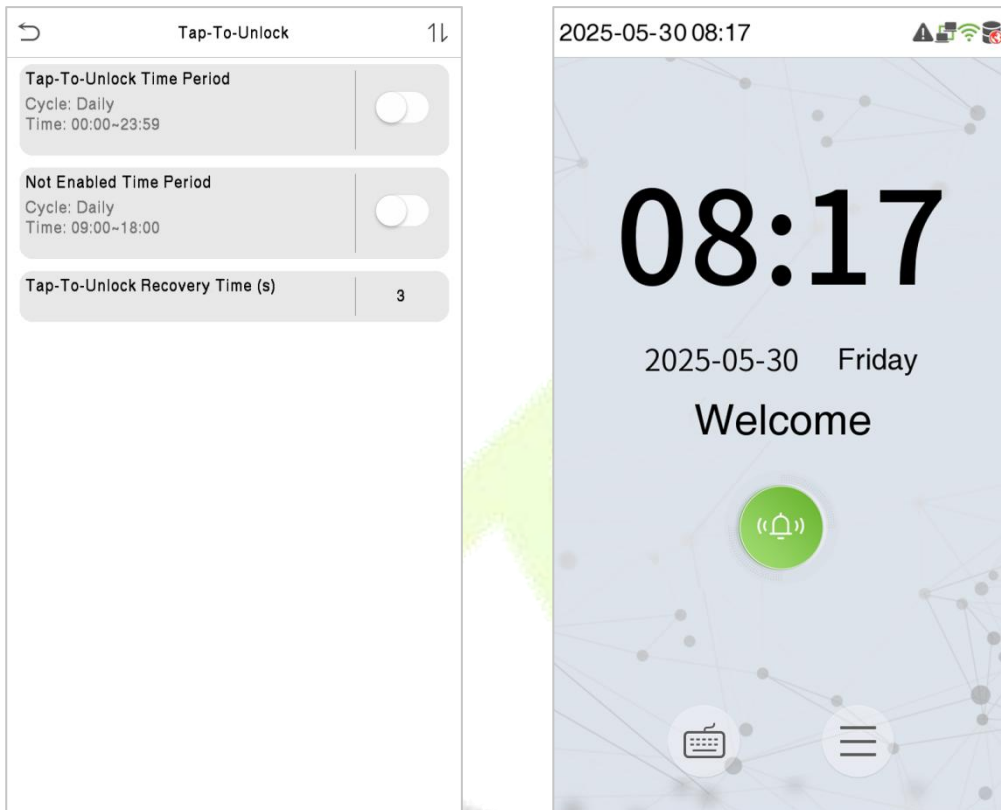 Tap-To-Unlock
Tap-To-Unlock Time Period
Cycle: Daily
Time: 00:00~23:59
Not Enabled Time Period
Cycle: Daily
Time: 09:00~18:00
Tap-To-Unlock Recovery Time (s)
3
2025-05-30 08:17
08:17
2025-05-30 Friday
Welcome